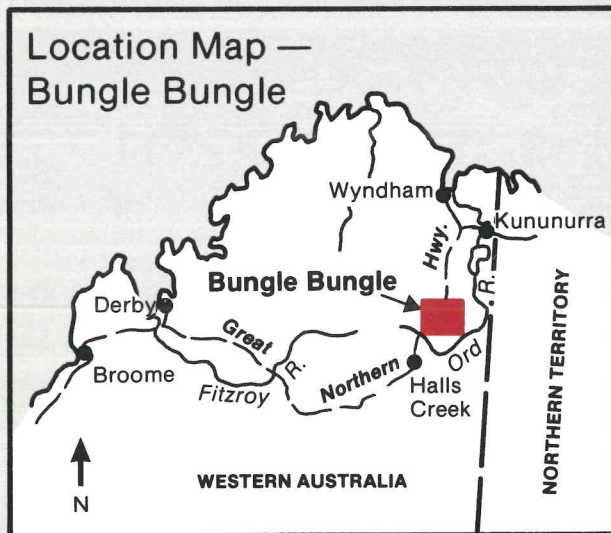 Location Map —
Bungle Bungle
Wyndham
Kununurra
Hwy.
Bungle Bungle
R.
Derby
Great
Ord
Broome
Fitzroy
R.
Northern
Halls
Creek
NORTHERN TERRITORY
WESTERN AUSTRALIA
N